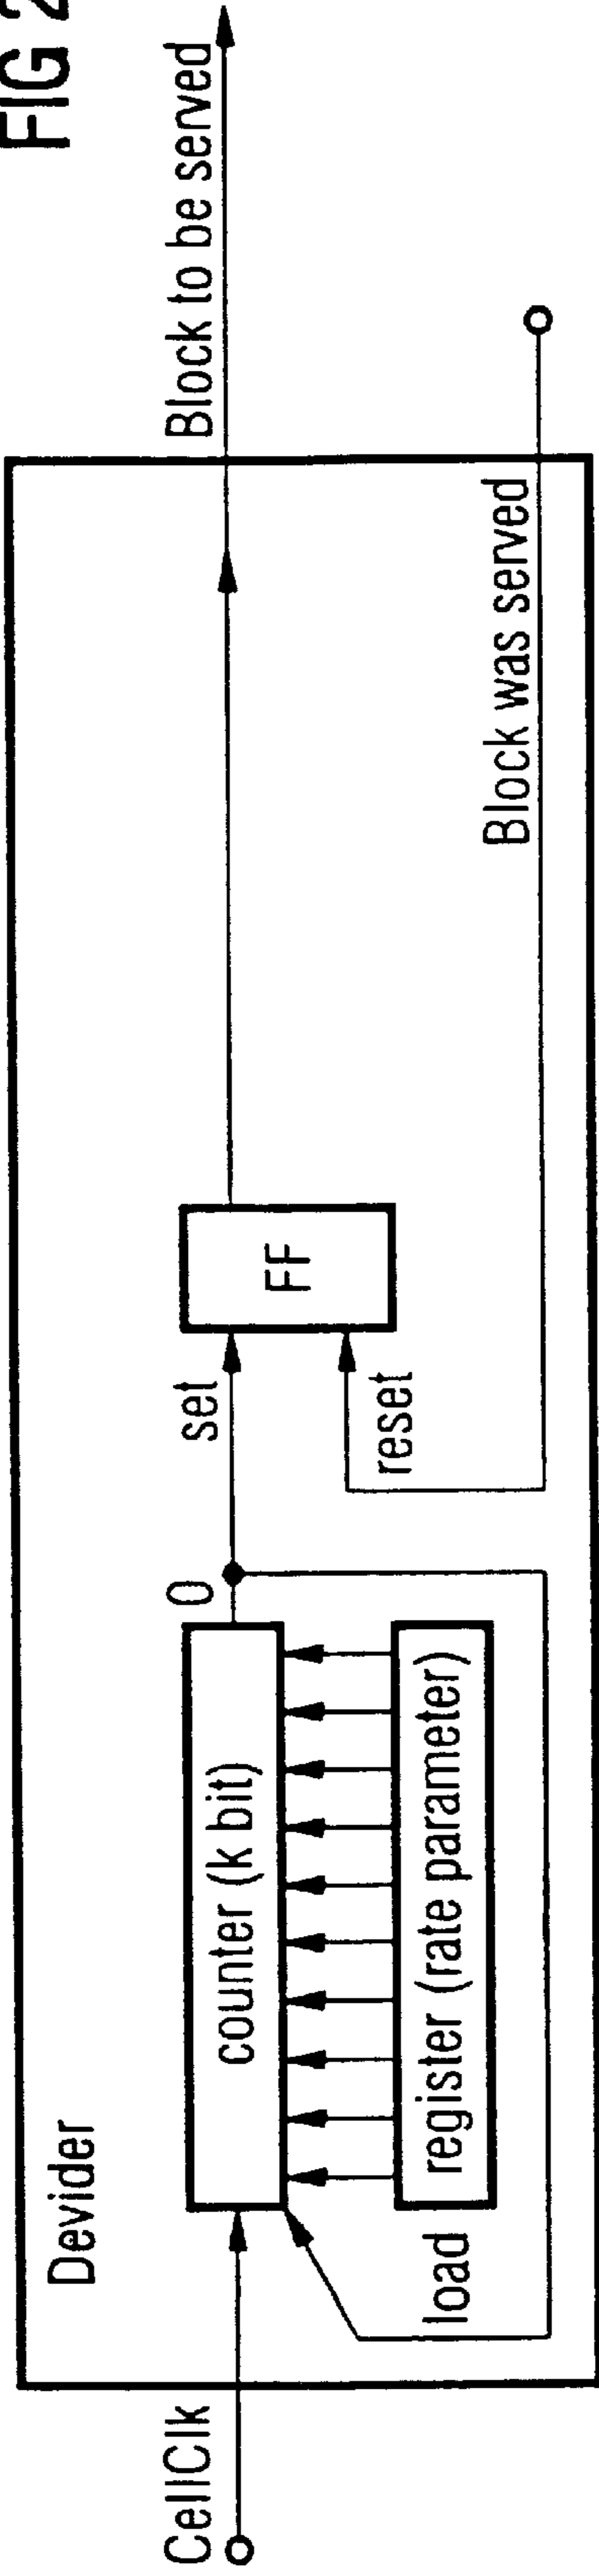 FIG 2
Devider
CellClk
counter (k bit)
0
set
FF
Block to be served
load
register (rate parameter)
reset
Block was served